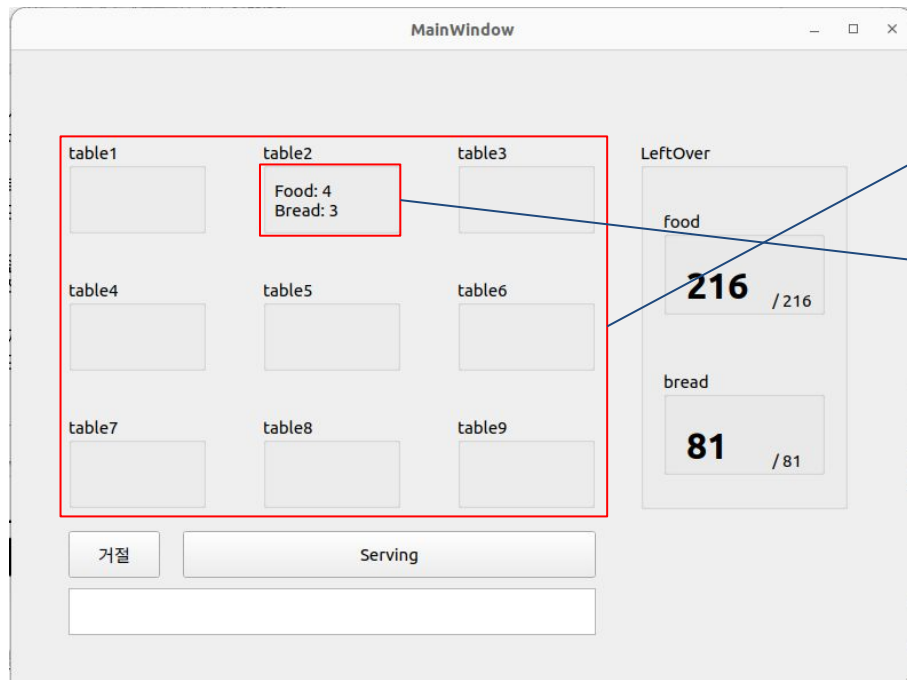 MainWindow
table1
table2
table3
LeftOver
Food: 4
Bread: 3
food
216 / 216
table4
table5
table6
bread
81 / 81
table7
table8
table9
거절
Serving